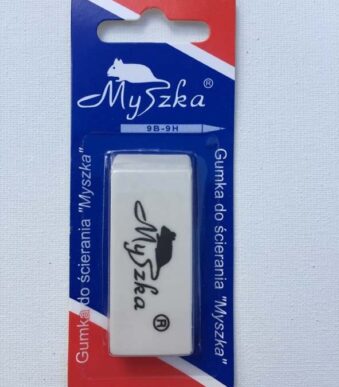 Myszka®
9B-9H
Gumka do ścierania "Myszka"
Myszka ®
Gumka do ścierania "Myszka"